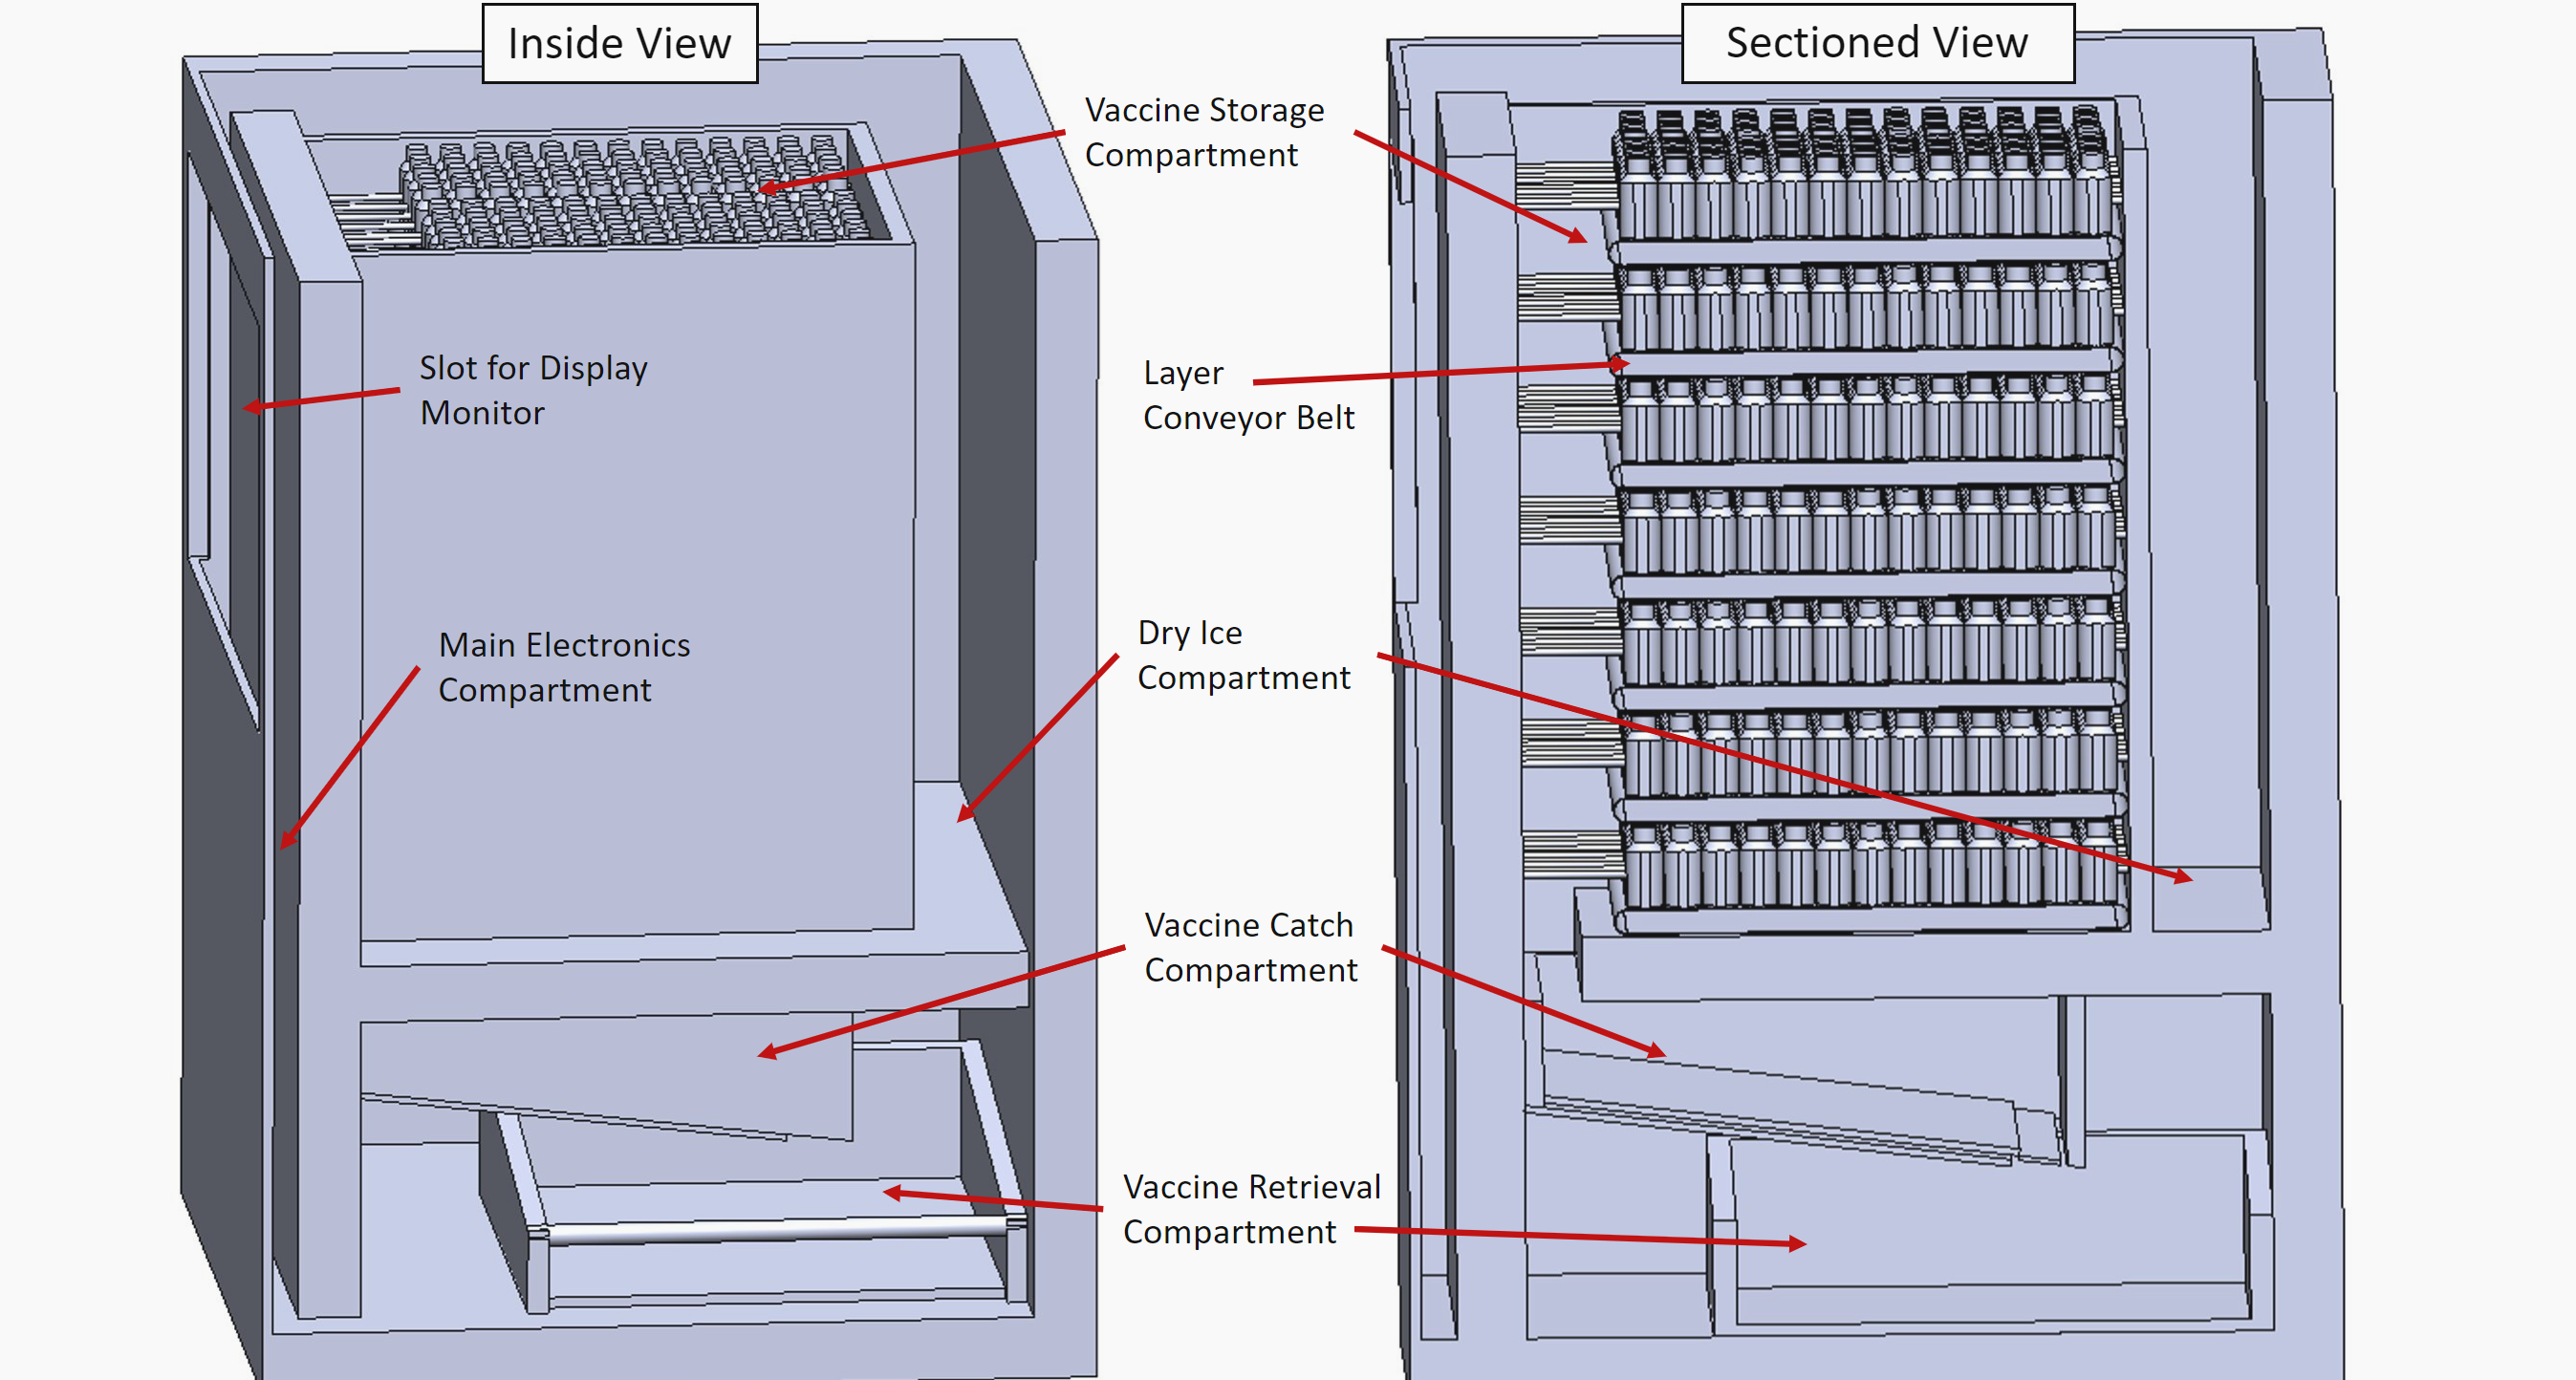 Inside View
Sectioned View
Vaccine Storage
Compartment
Slot for Display
Monitor
Layer
Conveyor Belt
Main Electronics
Compartment
Dry Ice
Compartment
Vaccine Catch
Compartment
Vaccine Retrieval
Compartment